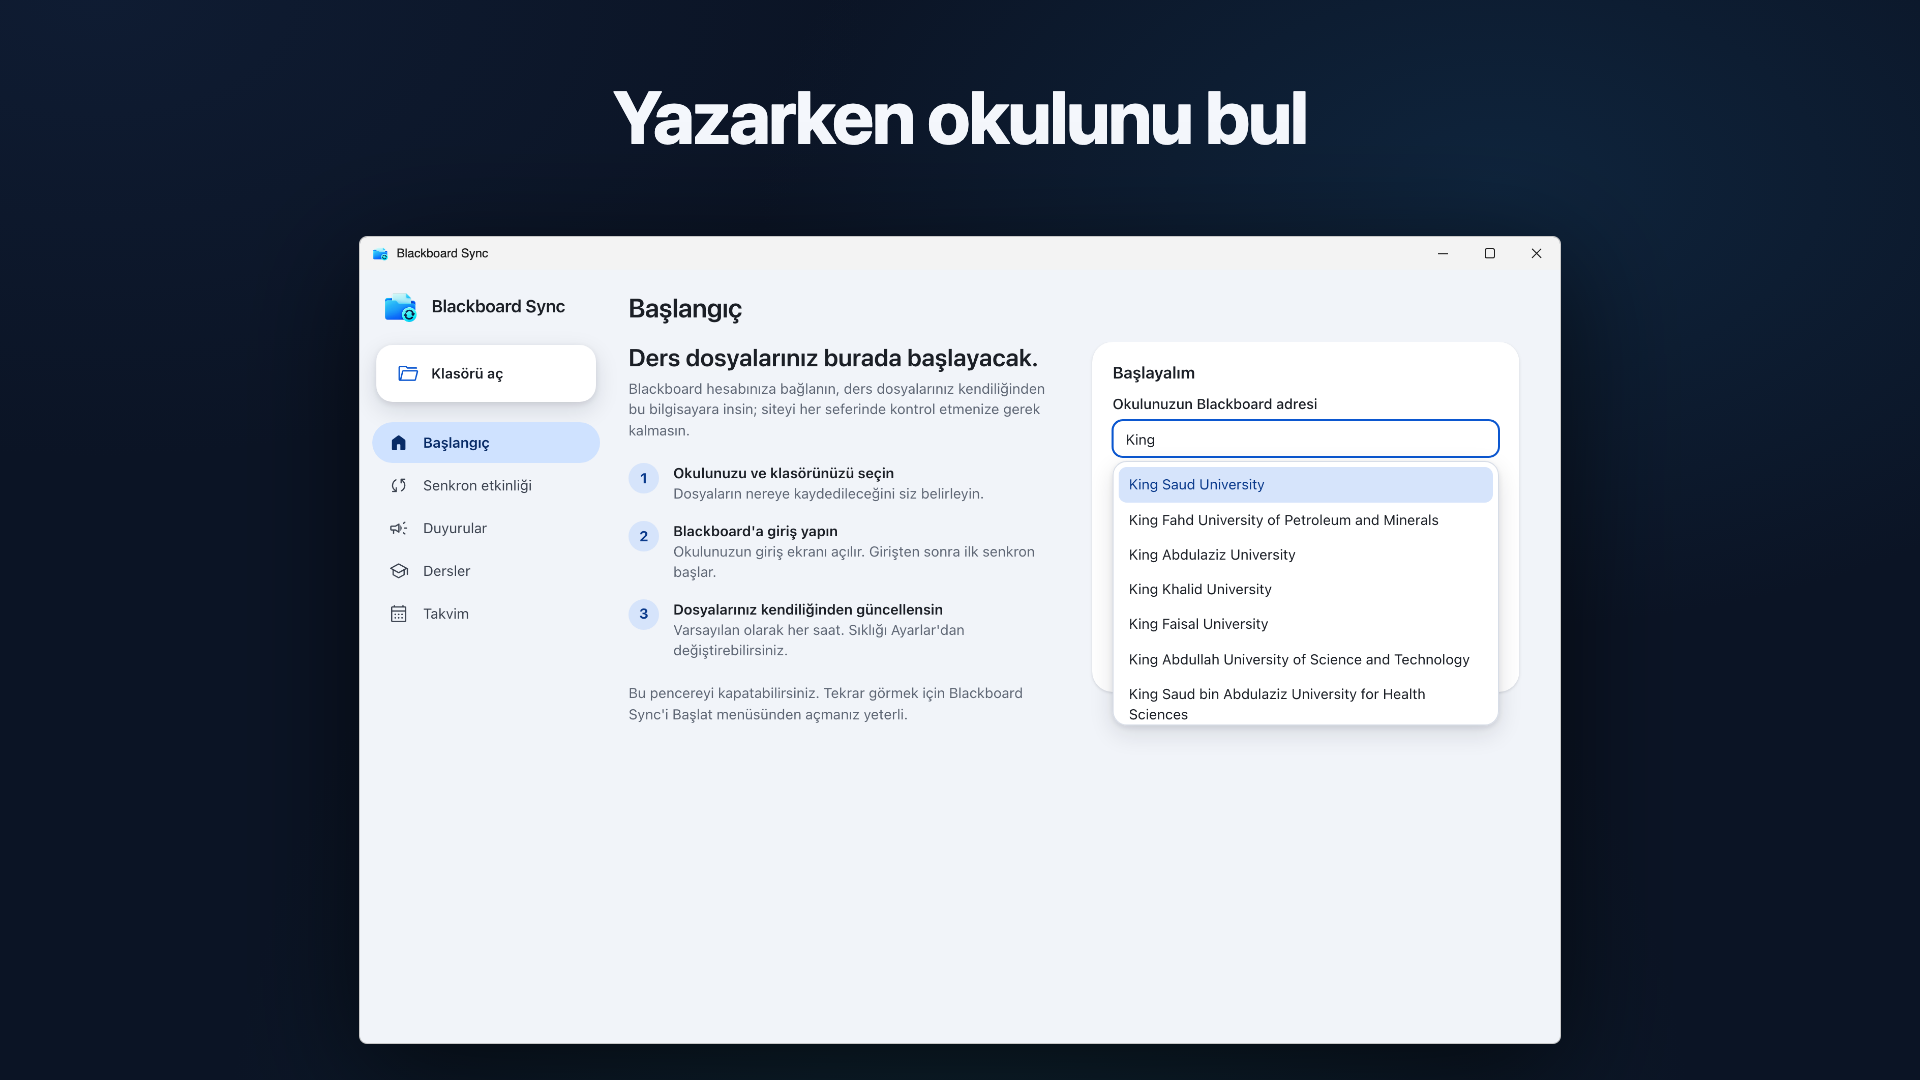 Yazarken okulunu bul
Blackboard Sync
Blackboard Sync
Klasörü aç
Başlangıç
Senkron etkinliği
Duyurular
Dersler
Takvim
Başlangıç
Ders dosyalarınız burada başlayacak.
Blackboard hesabınıza bağlanın, ders dosyalarınız kendiliğinden
bu bilgisayara insin; siteyi her seferinde kontrol etmenize gerek
kalmasın.
1
Okulunuzu ve klasörünüzü seçin
Dosyaların nereye kaydedileceğini siz belirleyin.
2
Blackboard'a giriş yapın
Okulunuzun giriş ekranı açılır. Girişten sonra ilk senkron
başlar.
3
Dosyalarınız kendiliğinden güncellensin
Varsayılan olarak her saat. Sıklığı Ayarlar'dan
değiştirebilirsiniz.
Bu pencereyi kapatabilirsiniz. Tekrar görmek için Blackboard
Sync'i Başlat menüsünden açmanız yeterli.
Başlayalım
Okulunuzun Blackboard adresi
King
King Saud University
King Fahd University of Petroleum and Minerals
King Abdulaziz University
King Khalid University
King Faisal University
King Abdullah University of Science and Technology
King Saud bin Abdulaziz University for Health
Sciences